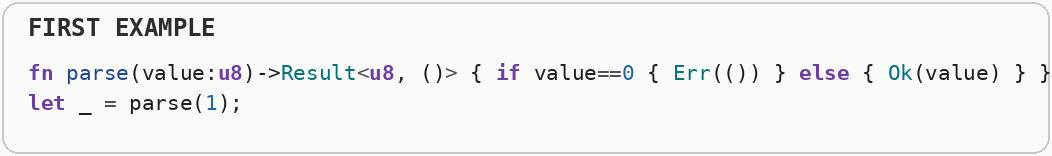 FIRST EXAMPLE
fn parse(value:u8)->Result<u8, ()> { if value==0 { Err(()) } else { Ok(value) } }
let _ = parse(1);